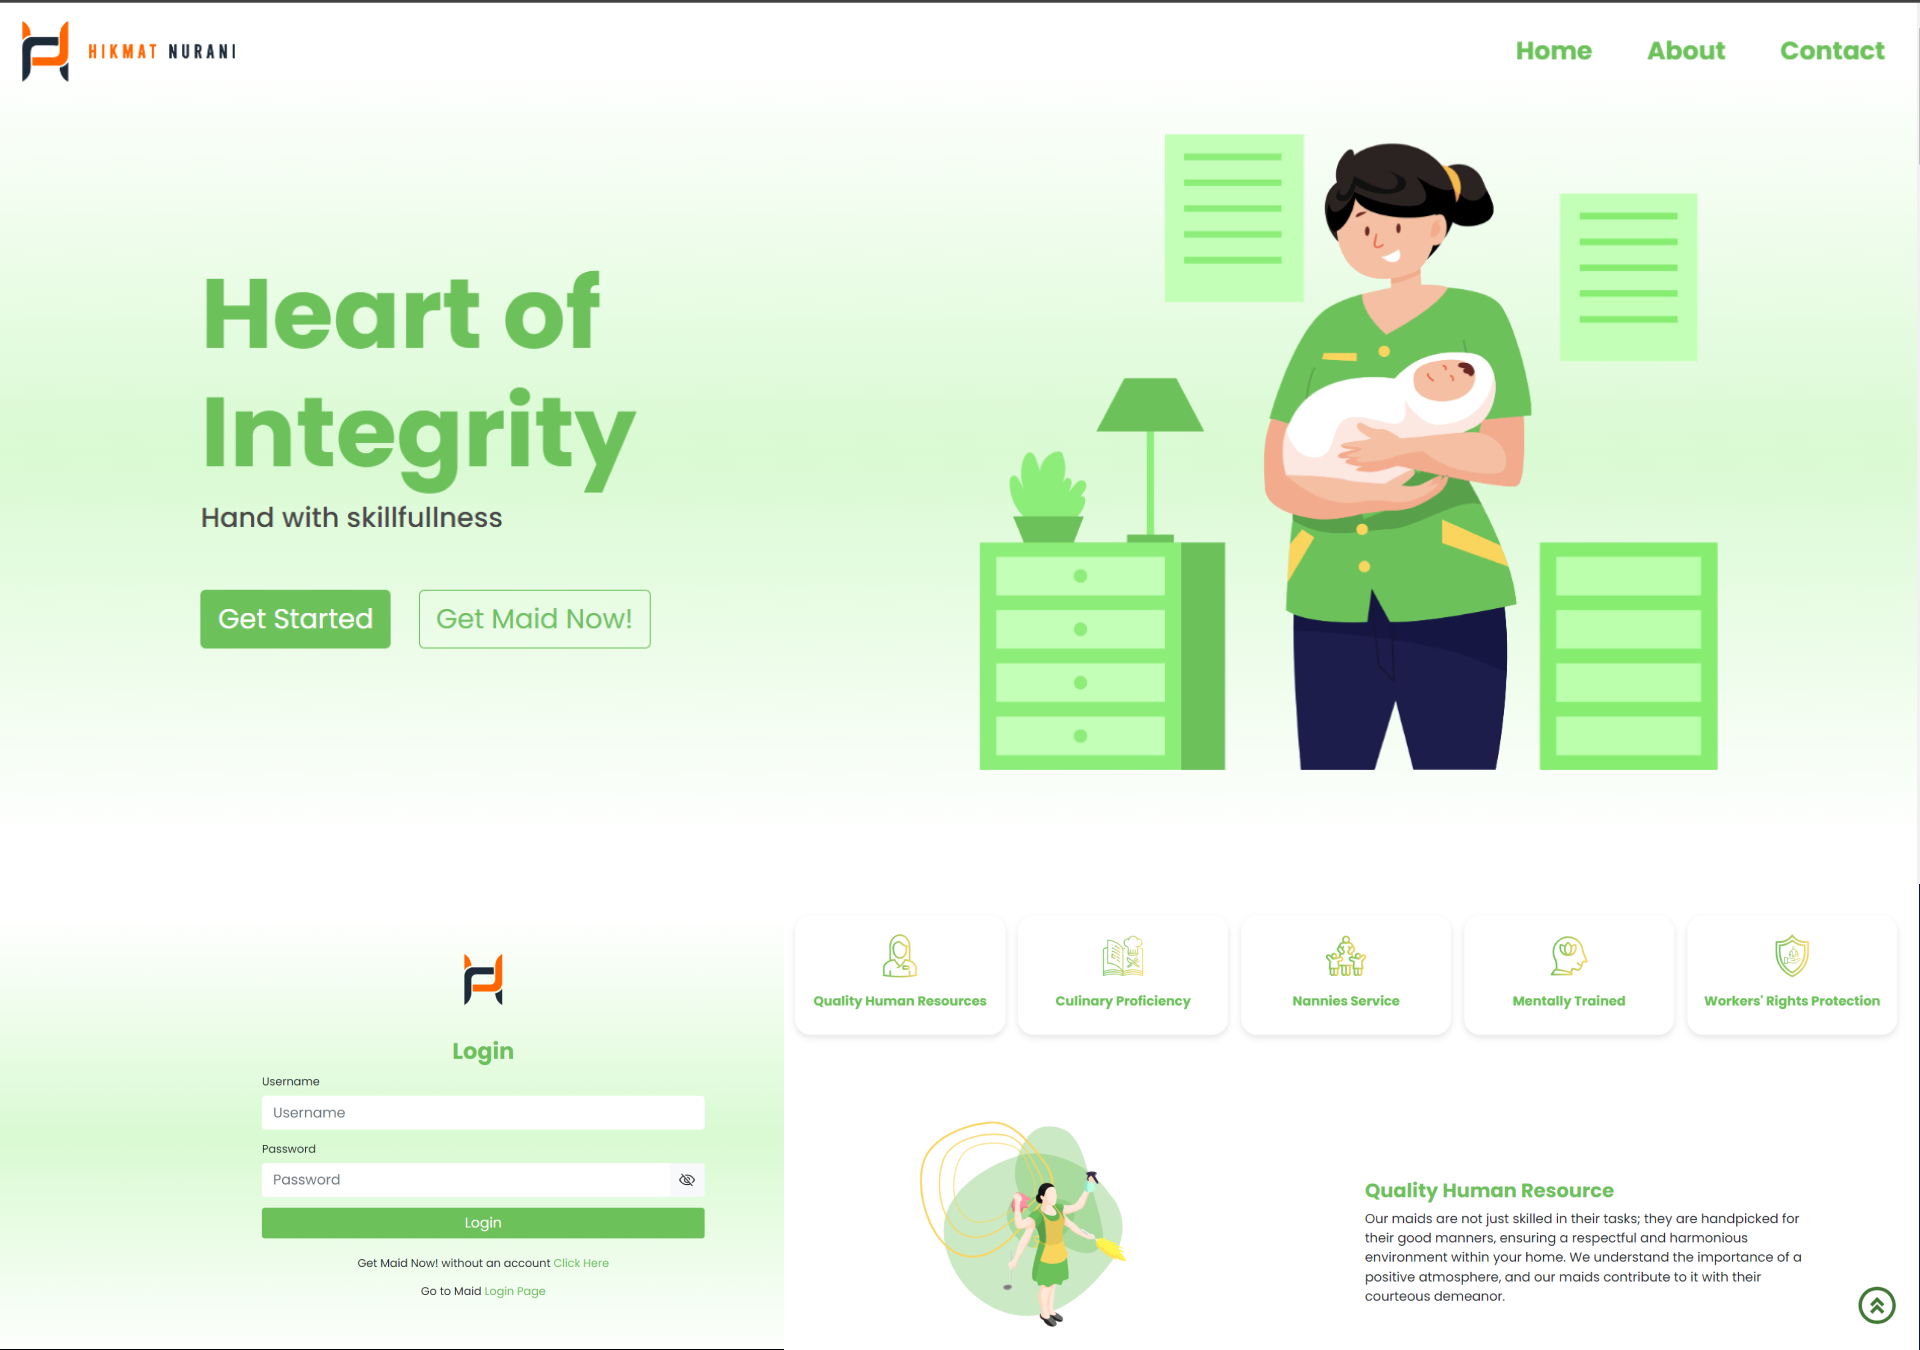 HIKMAT NURANI
Home About Contact
Heart of
Integrity
Hand with skillfullness
Get Started Get Maid Now!
Login
Username
Username
Password
Password
Login
Get Maid Now! without an account Click Here
Go to Maid Login Page
Quality Human Resources
Culinary Proficiency
Nannies Service
Mentally Trained
Workers' Rights Protection
Quality Human Resource
Our maids are not just skilled in their tasks; they are handpicked for
their good manners, ensuring a respectful and harmonious
environment within your home. We understand the importance of a
positive atmosphere, and our maids contribute to it with their
courteous demeanor.